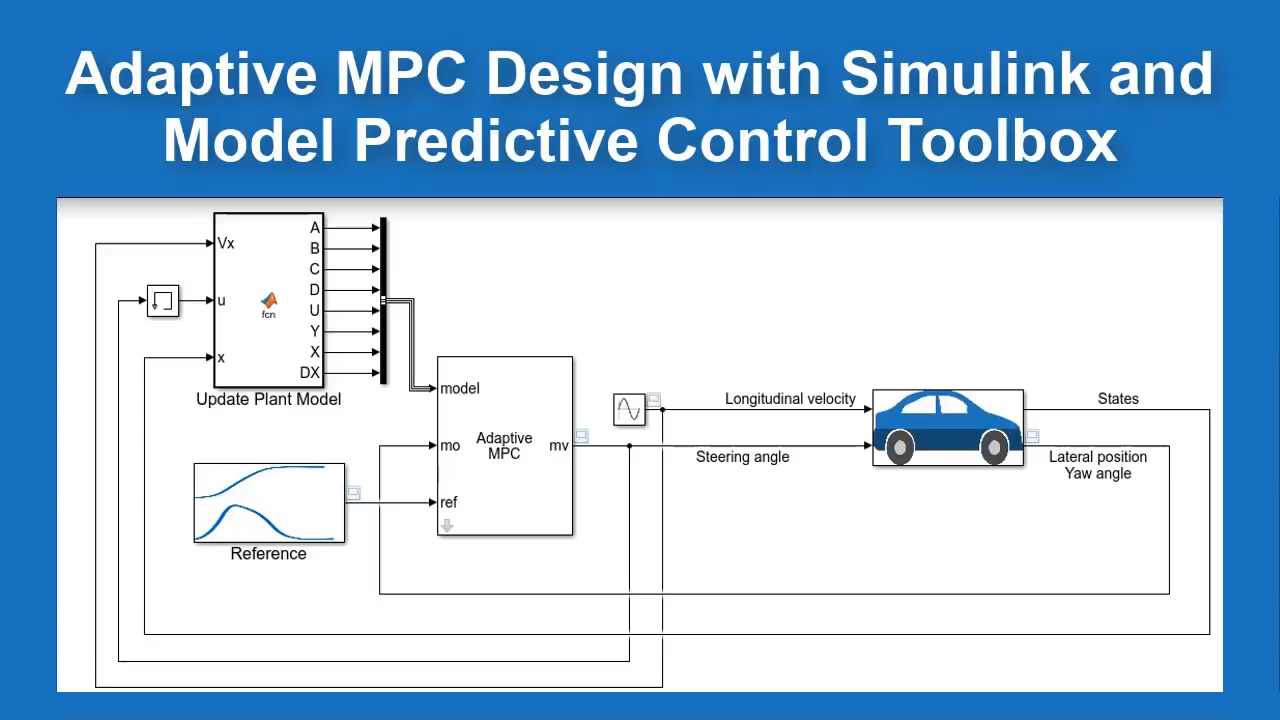 Adaptive MPC Design with Simulink and
Model Predictive Control Toolbox
Vx
u
x
fcn
A
B
C
D
U
Y
X
DX
Update Plant Model
model
mo
ref
Adaptive
MPC
mv
Reference
Longitudinal velocity
Steering angle
States
Lateral position
Yaw angle